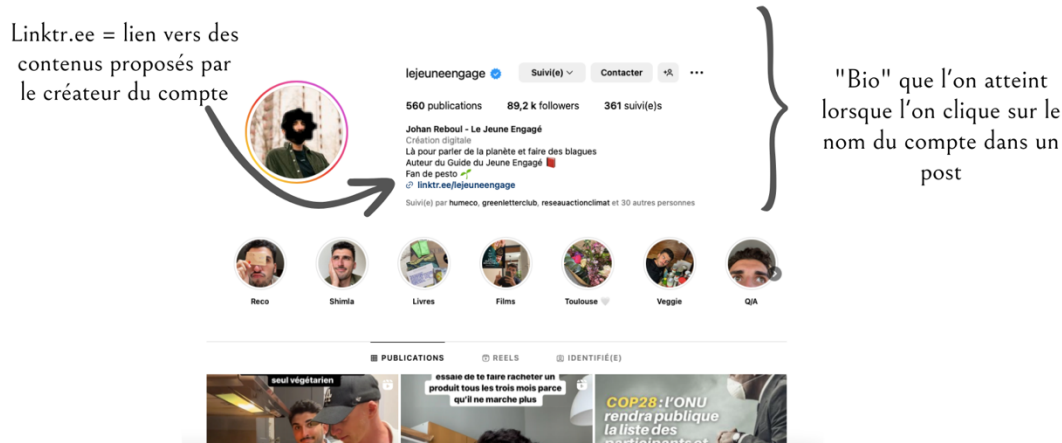 Linktr.ee = lien vers des
contenus proposés par
le créateur du compte
lejeuneengage
Suivi(e)
Contacter
560 publications 89,2 k followers 361 suivi(e)s
Johan Reboul - Le Jeune Engagé
Création digitale
Là pour parler de la planète et faire des blagues
Auteur du Guide du Jeune Engagé 📕
Fan de pesto 🌱
linktr.ee/lejeuneengage
Suivi(e) par humeco, greenletterclub, reseauactionclimat et 30 autres personnes
"Bio" que l'on atteint
lorsque l'on clique sur le
nom du compte dans un
post
Reco
Shimla
Livres
Films
Toulouse 🤍
Veggie
Q/A
PUBLICATIONS
REELS
IDENTIFIÉ(E)
seul végétarien
essaie de te faire racheter un
produit tous les trois mois parce
qu'il ne marche plus
COP28 : l'ONU
rendra publique
la liste des
participants et